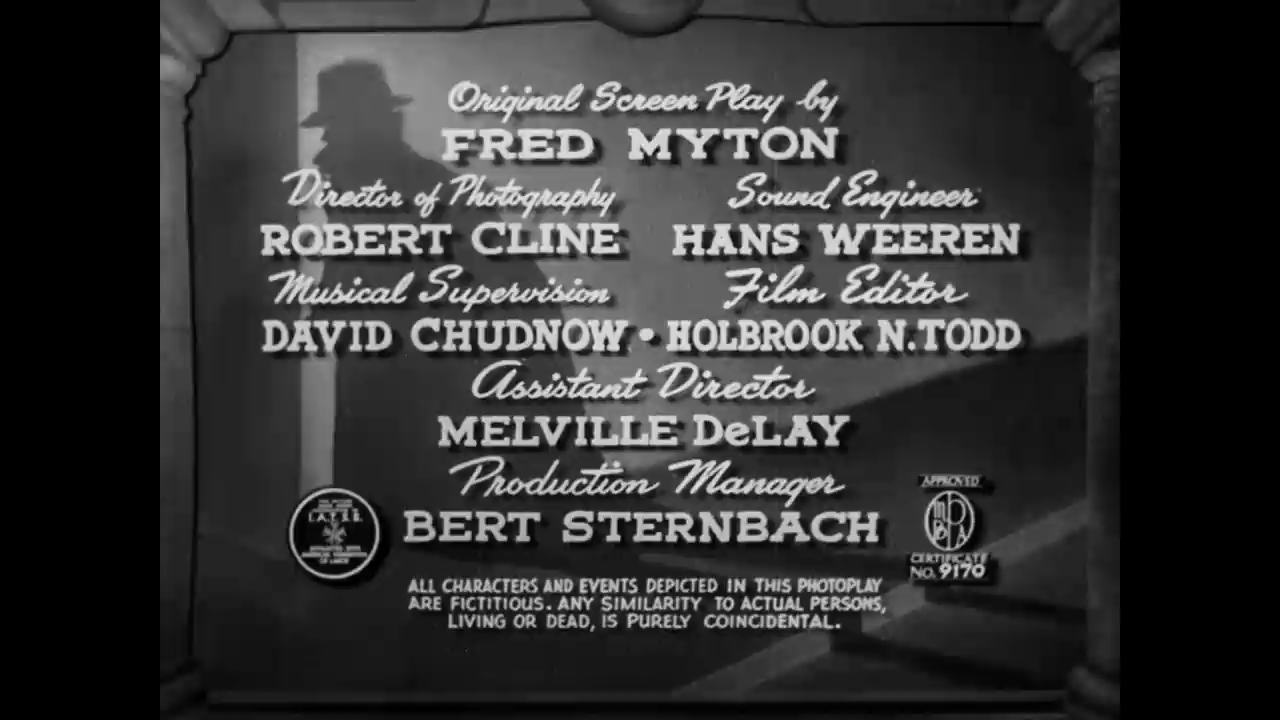 Original Screen Play by
FRED MYTON
Director of Photography
Sound Engineer
ROBERT CLINE
HANS WEEREN
Musical Supervision
Film Editor
DAVID CHUDNOW • HOLBROOK N. TODD
Assistant Director
MELVILLE DeLAY
Production Manager
BERT STERNBACH
I.A.T.S.E.
APPROVED
MPPDA
CERTIFICATE
NO. 9170
ALL CHARACTERS AND EVENTS DEPICTED IN THIS PHOTOPLAY
ARE FICTITIOUS. ANY SIMILARITY TO ACTUAL PERSONS,
LIVING OR DEAD, IS PURELY COINCIDENTAL.